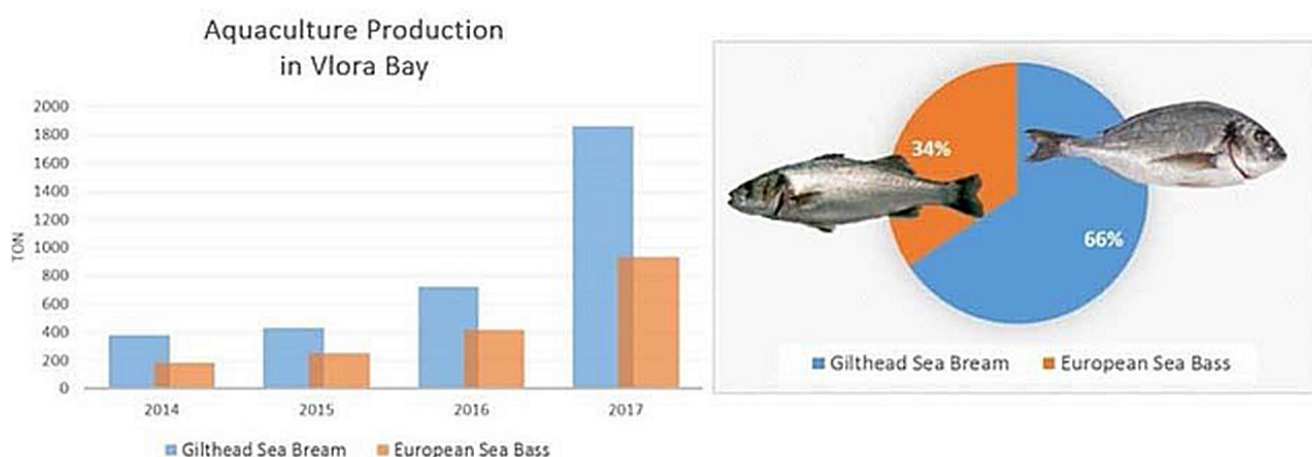 Aquaculture Production
in Vlora Bay
2000
1800
1600
1400
1200
1000
800
600
400
200
0
TON
2014 2015 2016 2017
Gilthead Sea Bream European Sea Bass
34%
66%
Gilthead Sea Bream European Sea Bass